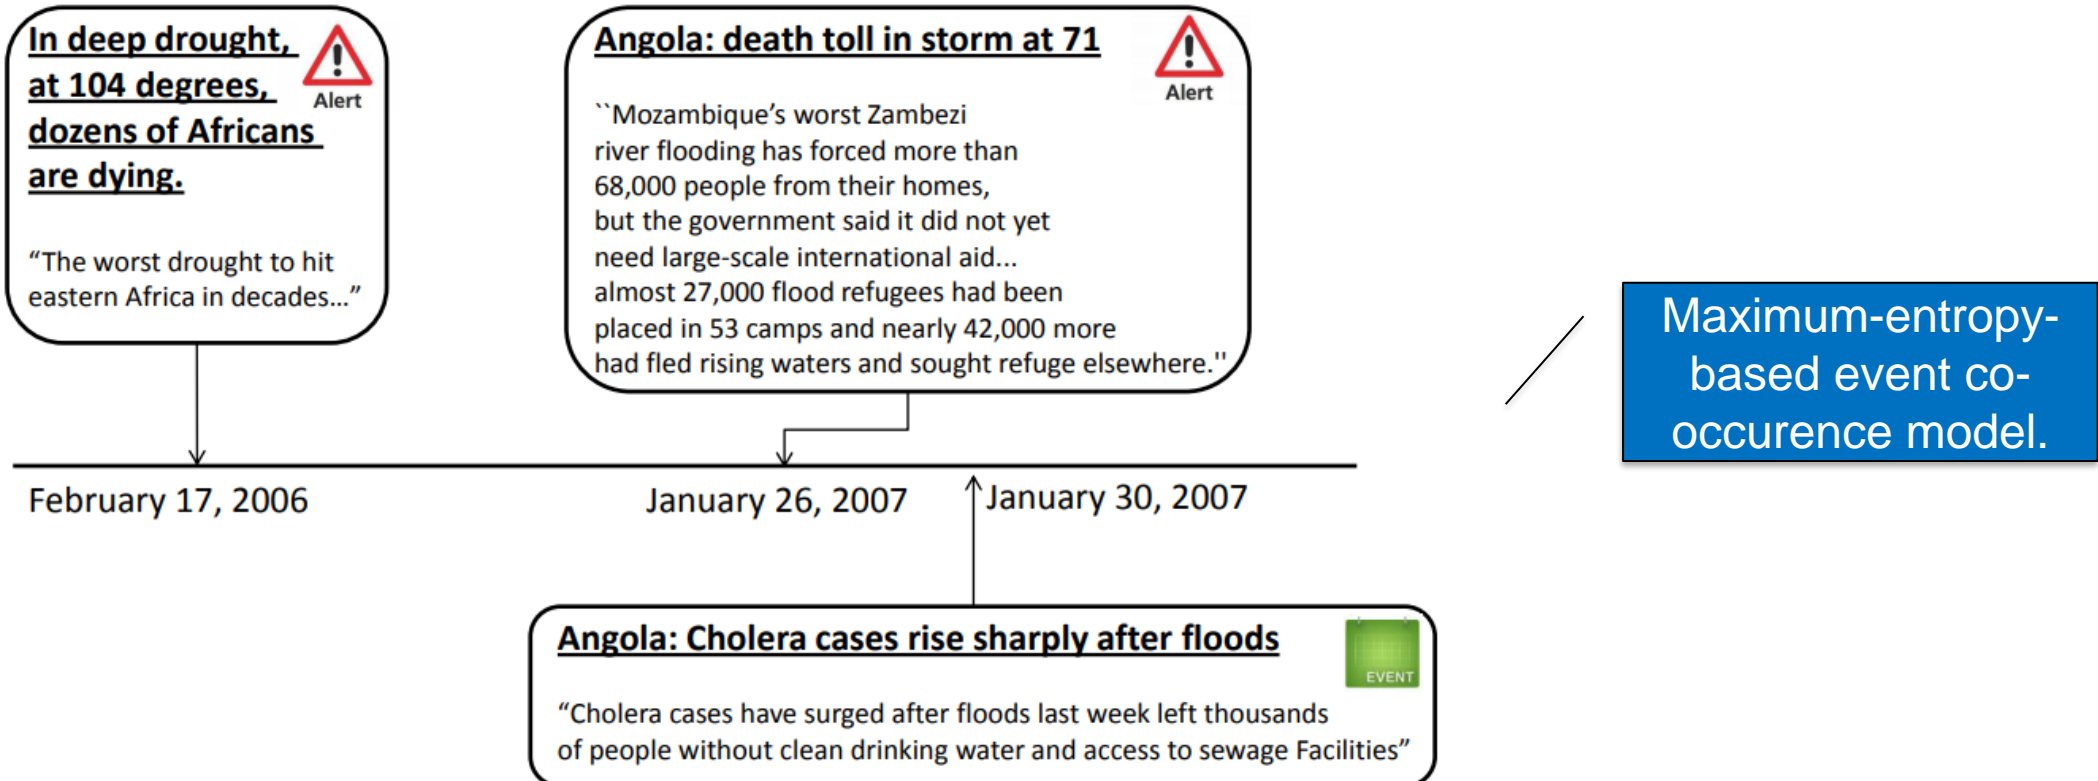 In deep drought,
at 104 degrees,
dozens of Africans
are dying.
Alert
“The worst drought to hit
eastern Africa in decades...”
Angola: death toll in storm at 71
Alert
``Mozambique’s worst Zambezi
river flooding has forced more than
68,000 people from their homes,
but the government said it did not yet
need large-scale international aid...
almost 27,000 flood refugees had been
placed in 53 camps and nearly 42,000 more
had fled rising waters and sought refuge elsewhere."
Maximum-entropy-
based event co-
occurence model.
February 17, 2006
January 26, 2007
January 30, 2007
Angola: Cholera cases rise sharply after floods
EVENT
“Cholera cases have surged after floods last week left thousands
of people without clean drinking water and access to sewage Facilities”